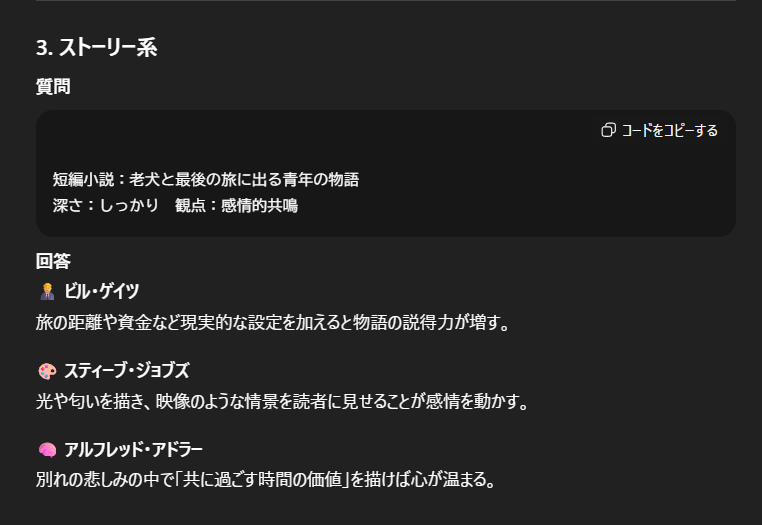 3. ストーリー系
質問
コードをコピーする
短編小説：老犬と最後の旅に出る青年の物語
深さ：しっかり　観点：感情的共鳴
回答
ビル・ゲイツ
旅の距離や資金など現実的な設定を加えると物語の説得力が増す。
スティーブ・ジョブズ
光や匂いを描き、映像のような情景を読者に見せることが感情を動かす。
アルフレッド・アドラー
別れの悲しみの中で「共に過ごす時間の価値」を描けば心が温まる。